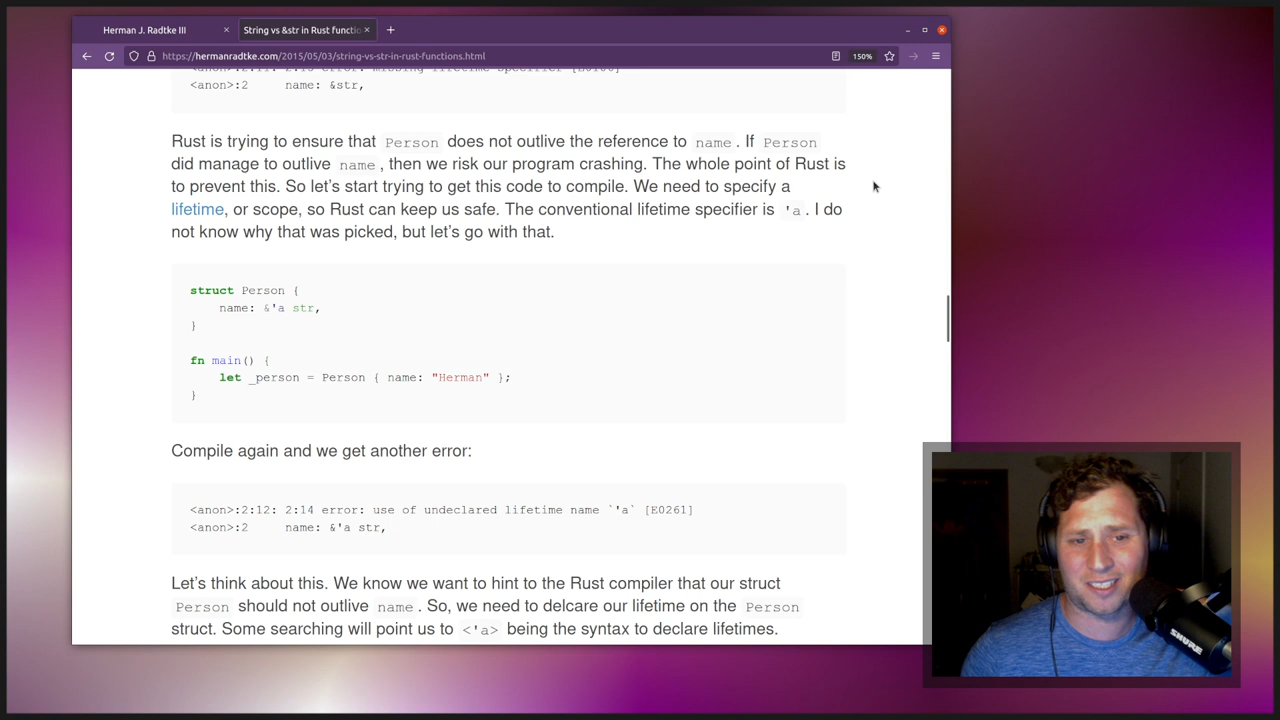 Herman J. Radtke III
String vs &str in Rust functio
https://hermanradtke.com/2015/05/03/string-vs-str-in-rust-functions.html
150%
<anon>:2 name: &str,
Rust is trying to ensure that Person does not outlive the reference to name. If Person
did manage to outlive name, then we risk our program crashing. The whole point of Rust is
to prevent this. So let's start trying to get this code to compile. We need to specify a
lifetime, or scope, so Rust can keep us safe. The conventional lifetime specifier is 'a. I do
not know why that was picked, but let's go with that.
struct Person {
name: &'a str,
}
fn main() {
let _person = Person { name: "Herman" };
}
Compile again and we get another error:
<anon>:2:12: 2:14 error: use of undeclared lifetime name `'a` [E0261]
<anon>:2 name: &'a str,
Let's think about this. We know we want to hint to the Rust compiler that our struct
Person should not outlive name. So, we need to delcare our lifetime on the Person
struct. Some searching will point us to <'a> being the syntax to declare lifetimes.
SHURE